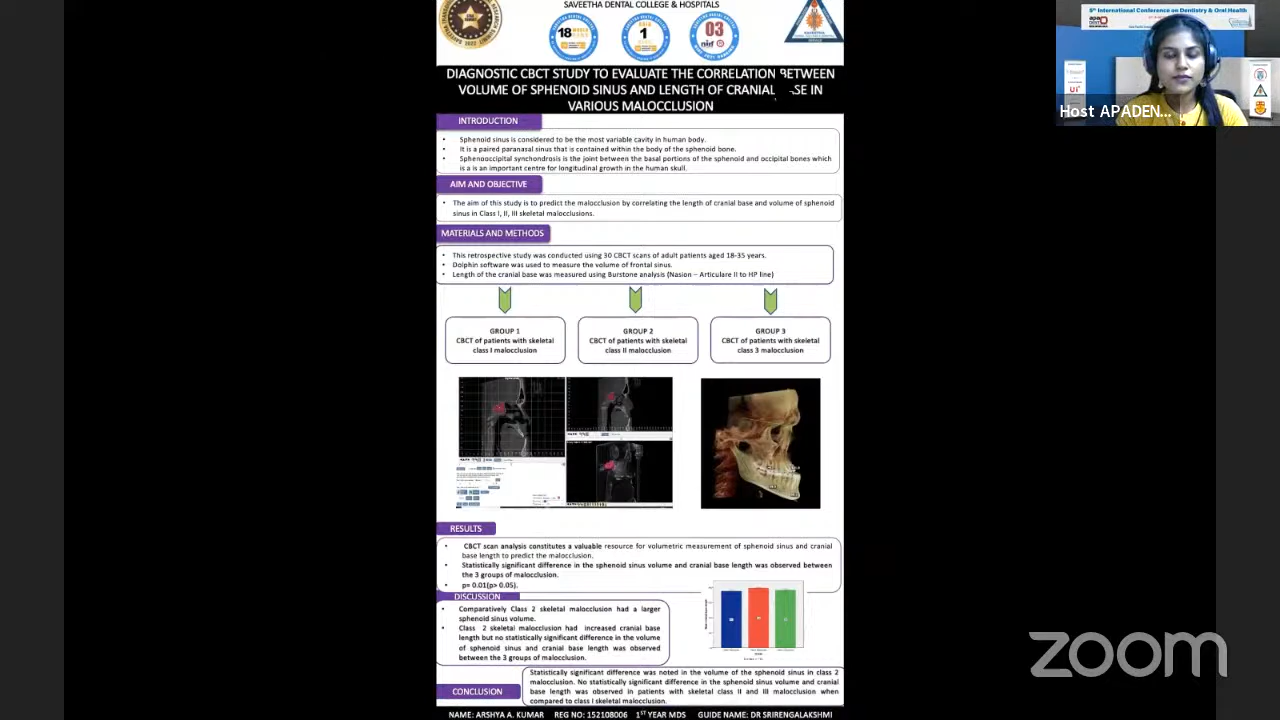 SAVEETHA DENTAL COLLEGE & HOSPITALS
18
1
03
DIAGNOSTIC CBCT STUDY TO EVALUATE THE CORRELATION BETWEEN
VOLUME OF SPHENOID SINUS AND LENGTH OF CRANIAL SE IN
VARIOUS MALOCCLUSION
6th International Conference on Dentistry & Oral Health
Host APADEN...
INTRODUCTION
• Sphenoid sinus is considered to be the most variable cavity in human body.
• It is a paired paranasal sinus that is contained within the body of the sphenoid bone.
• Sphenooccipital synchondrosis is the joint between the basal portions of the sphenoid and occipital bones which
is a is an important centre for longitudinal growth in the human skull.
AIM AND OBJECTIVE
• The aim of this study is to predict the malocclusion by correlating the length of cranial base and volume of sphenoid
sinus in Class I, II, III skeletal malocclusions.
MATERIALS AND METHODS
• This retrospective study was conducted using 30 CBCT scans of adult patients aged 18-35 years.
• Dolphin software was used to measure the volume of frontal sinus.
• Length of the cranial base was measured using Burstone analysis (Nasion – Articulare II to HP line)
GROUP 1
CBCT of patients with skeletal
class I malocclusion
GROUP 2
CBCT of patients with skeletal
class II malocclusion
GROUP 3
CBCT of patients with skeletal
class 3 malocclusion
RESULTS
• CBCT scan analysis constitutes a valuable resource for volumetric measurement of sphenoid sinus and cranial
base length to predict the malocclusion.
• Statistically significant difference in the sphenoid sinus volume and cranial base length was observed between
the 3 groups of malocclusion.
• p= 0.01(p> 0.05).
DISCUSSION
• Comparatively Class 2 skeletal malocclusion had a larger
sphenoid sinus volume.
• Class 2 skeletal malocclusion had increased cranial base
length but no statistically significant difference in the volume
of sphenoid sinus and cranial base length was observed
between the 3 groups of malocclusion.
CONCLUSION
Statistically significant difference was noted in the volume of the sphenoid sinus in class 2
malocclusion. No statistically significant difference in the sphenoid sinus volume and cranial
base length was observed in patients with skeletal class II and III malocclusion when
compared to class I skeletal malocclusion.
NAME: ARSHYA A. KUMAR REG NO: 152108006 1ST YEAR MDS GUIDE NAME: DR SRIRENGALAKSHMI
zoom